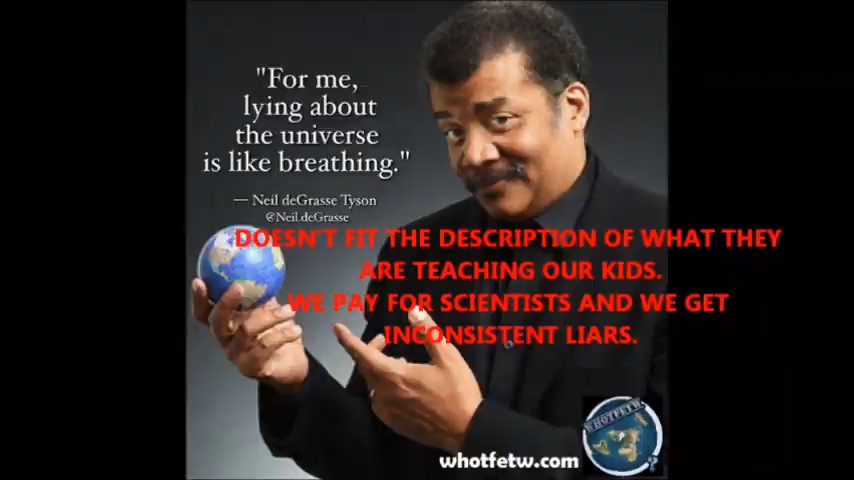 "For me,
lying about
the universe
is like breathing."
— Neil deGrasse Tyson
@Neil.deGrasse
DOESN'T FIT THE DESCRIPTION OF WHAT THEY
ARE TEACHING OUR KIDS.
WE PAY FOR SCIENTISTS AND WE GET
INCONSISTENT LIARS.
WHOTFETW
whotfetw.com